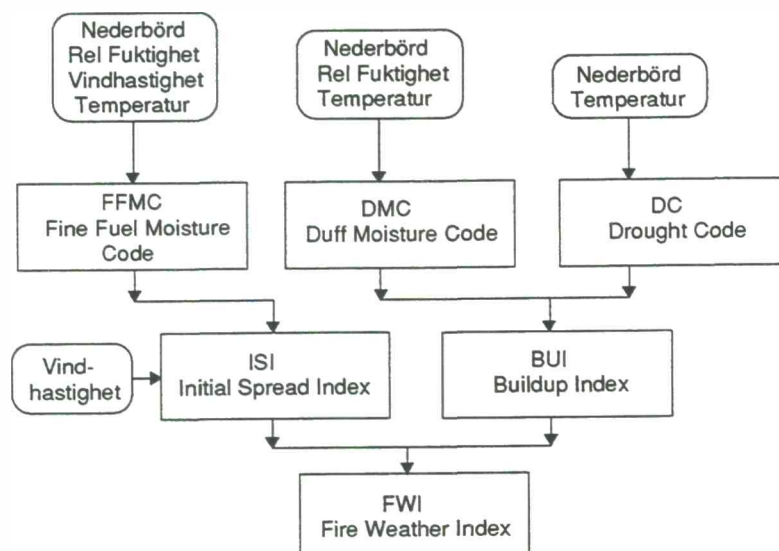 Nederbörd
Rel Fuktighet
Vindhastighet
Temperatur
Nederbörd
Rel Fuktighet
Temperatur
Nederbörd
Temperatur
FFMC
Fine Fuel Moisture
Code
DMC
Duff Moisture Code
DC
Drought Code
Vind-
hastighet
ISI
Initial Spread Index
BUI
Buildup Index
FWI
Fire Weather Index